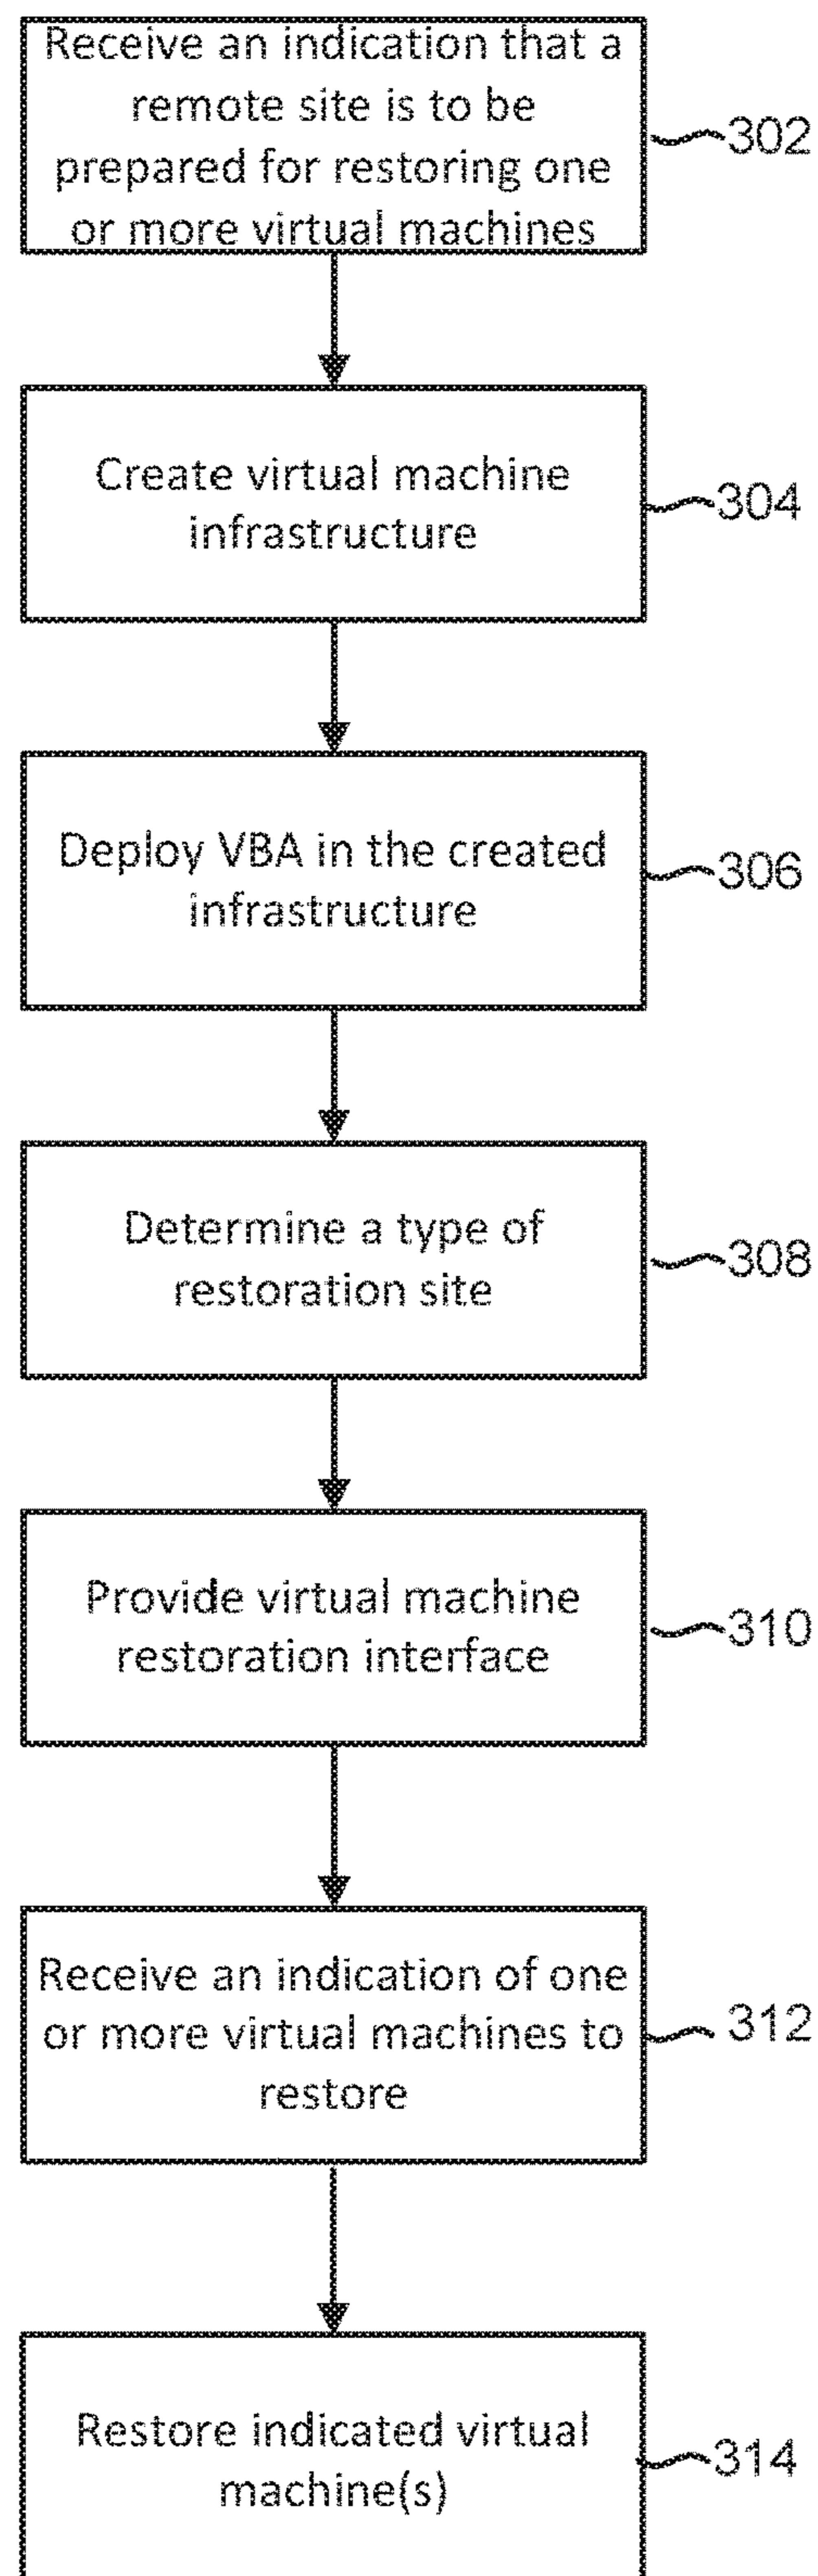 Receive an indication that a
remote site is to be
prepared for restoring one
or more virtual machines
302
Create virtual machine
infrastructure
304
Deploy VBA in the created
infrastructure
306
Determine a type of
restoration site
308
Provide virtual machine
restoration interface
310
Receive an indication of one
or more virtual machines to
restore
312
Restore indicated virtual
machine(s)
314